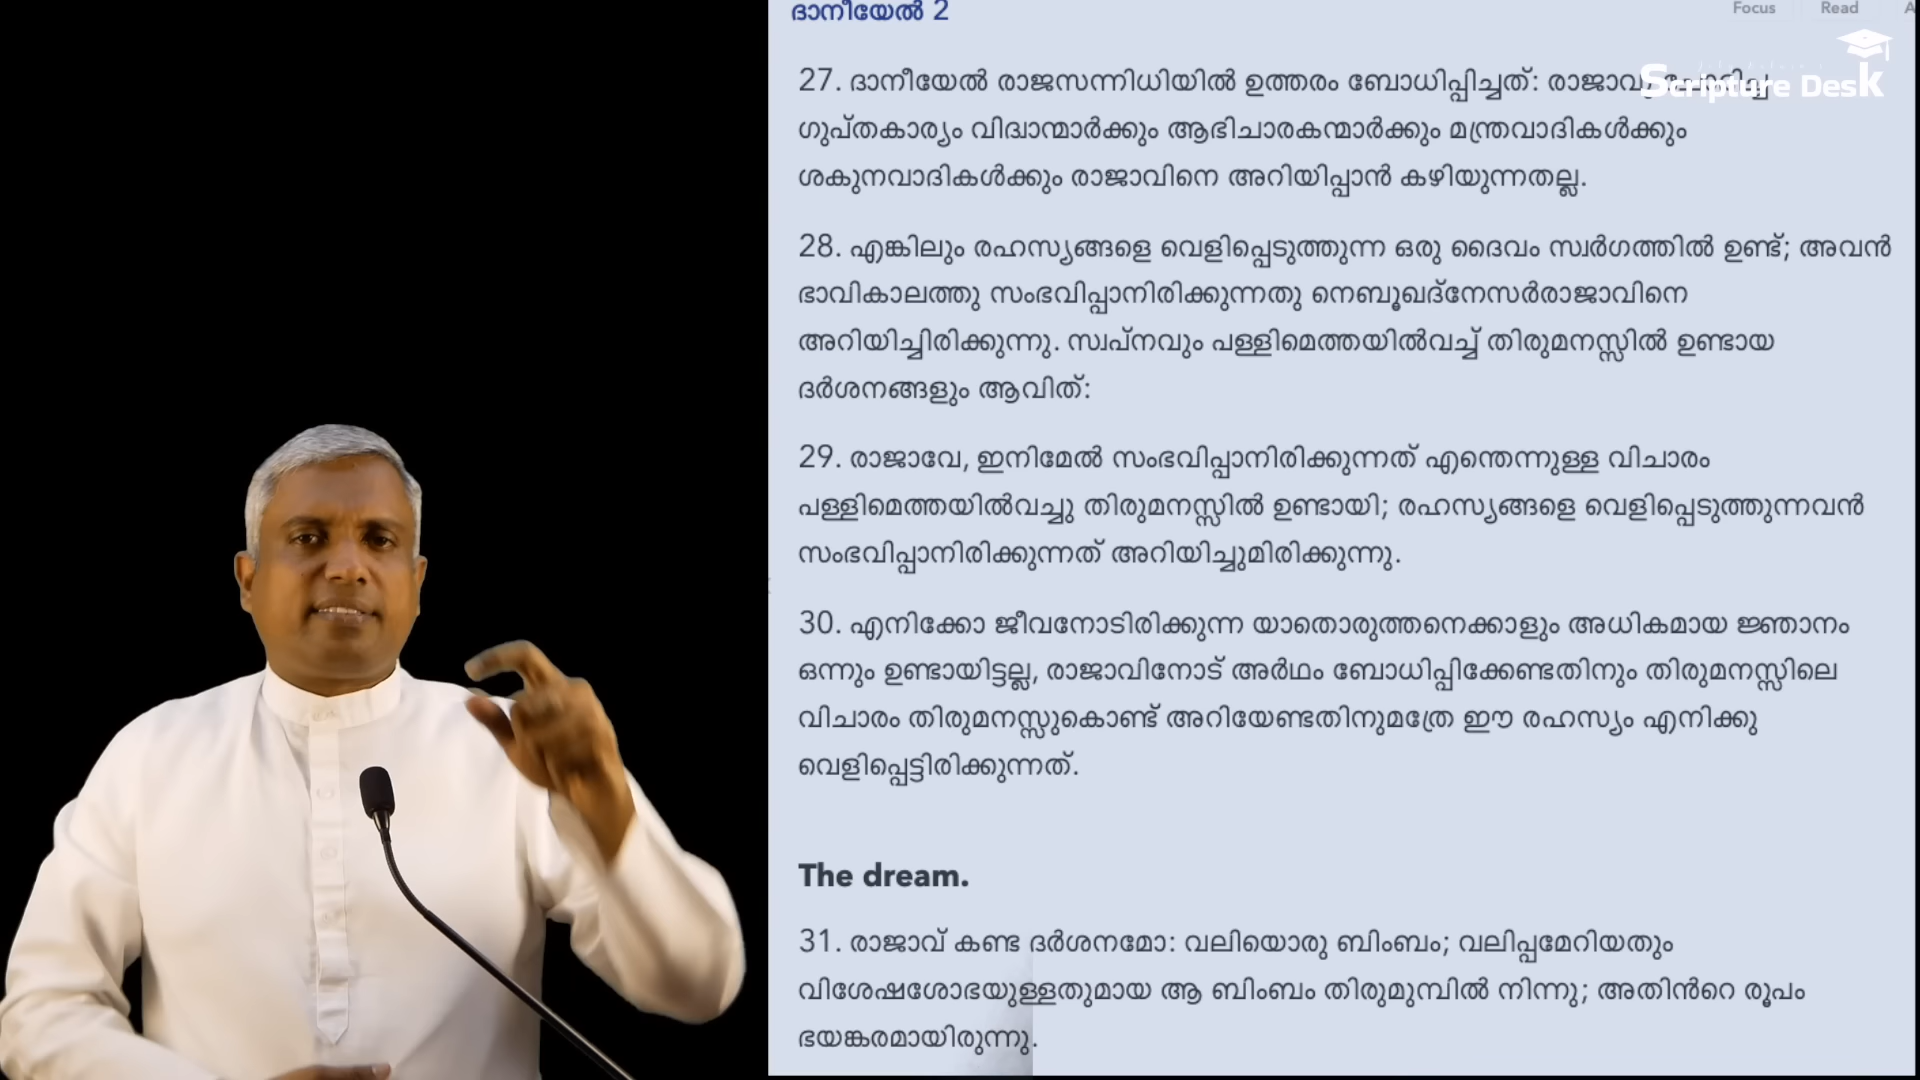 ദാനീയേൽ 2
Focus Read A
Scripture Desk
27. ദാനീയേൽ രാജസന്നിധിയിൽ ഉത്തരം ബോധിപ്പിച്ചത്: രാജാവു
ഗുപ്തകാര്യം വിദ്വാന്മാർക്കും ആഭിചാരകന്മാർക്കും മന്ത്രവാദികൾക്കും
ശകുനവാദികൾക്കും രാജാവിനെ അറിയിപ്പാൻ കഴിയുന്നതല്ല.
28. എങ്കിലും രഹസ്യങ്ങളെ വെളിപ്പെടുത്തുന്ന ഒരു ദൈവം സ്വർഗത്തിൽ ഉണ്ട്; അവൻ
ഭാവികാലത്തു സംഭവിപ്പാനിരിക്കുന്നതു നെബൂഖദ്നേസർരാജാവിനെ
അറിയിച്ചിരിക്കുന്നു. സ്വപ്നവും പള്ളിമെത്തയിൽവച്ച് തിരുമനസ്സിൽ ഉണ്ടായ
ദർശനങ്ങളും ആവിത്:
29. രാജാവേ, ഇനിമേൽ സംഭവിപ്പാനിരിക്കുന്നത് എന്തെന്നുള്ള വിചാരം
പള്ളിമെത്തയിൽവച്ചു തിരുമനസ്സിൽ ഉണ്ടായി; രഹസ്യങ്ങളെ വെളിപ്പെടുത്തുന്നവൻ
സംഭവിപ്പാനിരിക്കുന്നത് അറിയിച്ചുമിരിക്കുന്നു.
30. എനിക്കോ ജീവനോടിരിക്കുന്ന യാതൊരുത്തനെക്കാളും അധികമായ ജ്ഞാനം
ഒന്നും ഉണ്ടായിട്ടല്ല, രാജാവിനോട് അർഥം ബോധിപ്പിക്കേണ്ടതിനും തിരുമനസ്സിലെ
വിചാരം തിരുമനസ്സുകൊണ്ട് അറിയേണ്ടതിനുമത്രേ ഈ രഹസ്യം എനിക്കു
വെളിപ്പെട്ടിരിക്കുന്നത്.
The dream.
31. രാജാവ് കണ്ട ദർശനമോ: വലിയൊരു ബിംബം; വലിപ്പമേറിയതും
വിശേഷശോഭയുള്ളതുമായ ആ ബിംബം തിരുമുമ്പിൽ നിന്നു; അതിൻറെ രൂപം
ഭയങ്കരമായിരുന്നു.